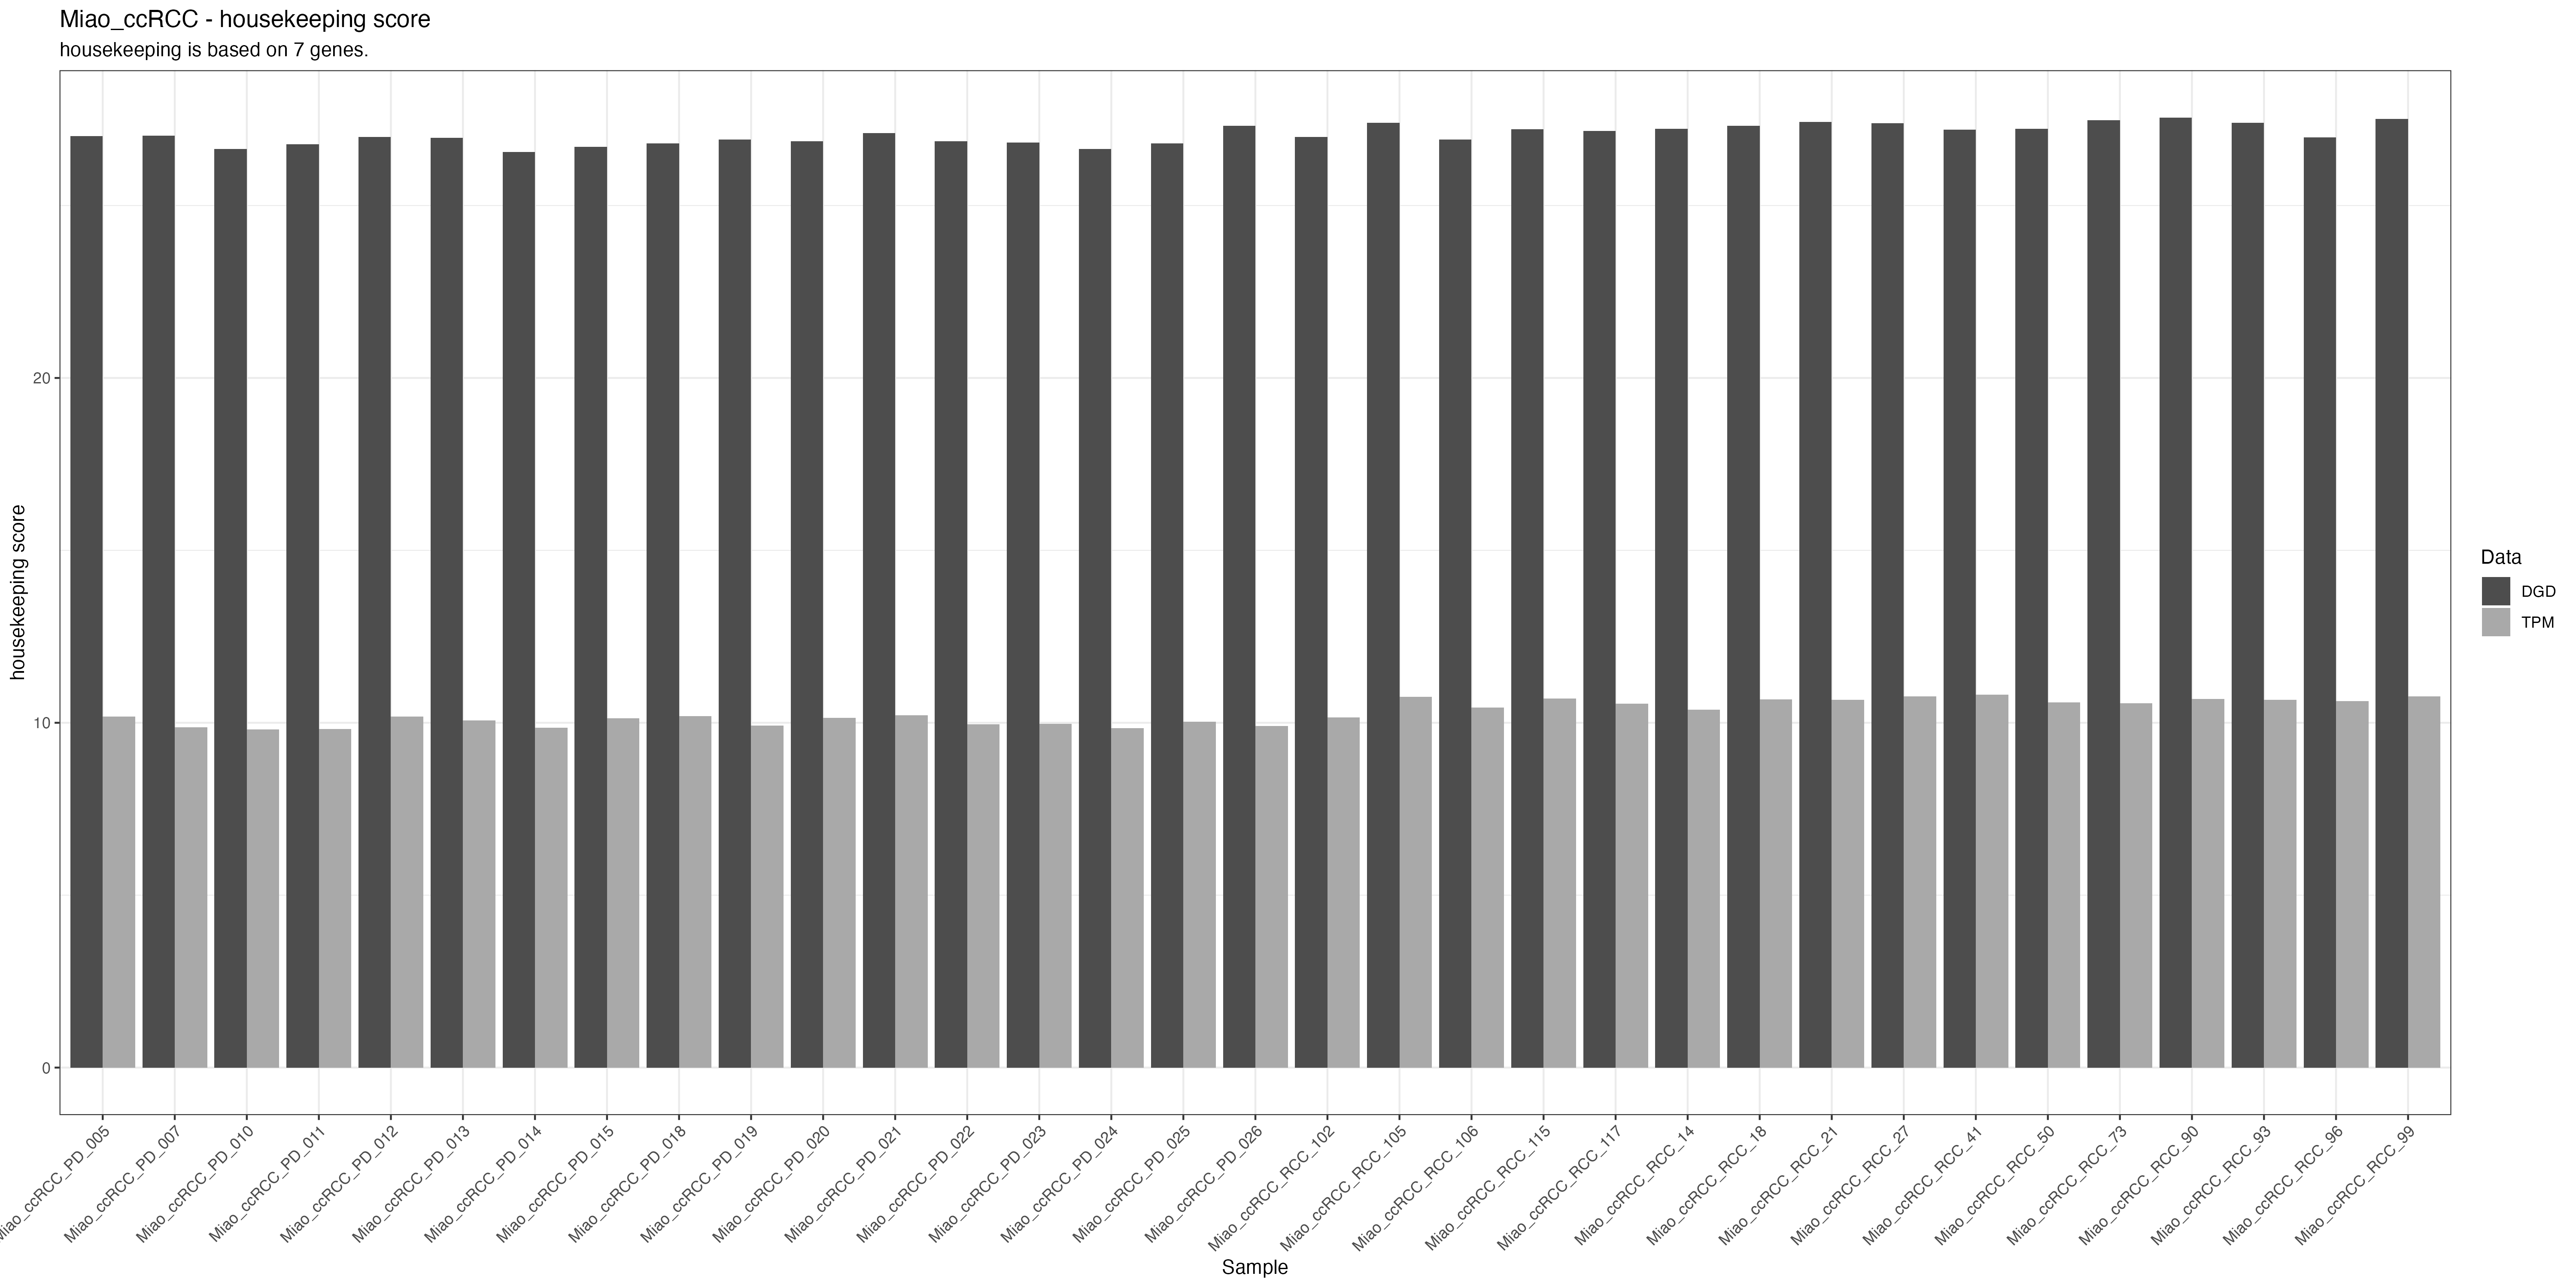 Miao_ccRCC - housekeeping score
housekeeping is based on 7 genes.
housekeeping score
20
10
0
Miao_ccRCC_PD_005
Miao_ccRCC_PD_007
Miao_ccRCC_PD_010
Miao_ccRCC_PD_011
Miao_ccRCC_PD_012
Miao_ccRCC_PD_013
Miao_ccRCC_PD_014
Miao_ccRCC_PD_015
Miao_ccRCC_PD_018
Miao_ccRCC_PD_019
Miao_ccRCC_PD_020
Miao_ccRCC_PD_021
Miao_ccRCC_PD_022
Miao_ccRCC_PD_023
Miao_ccRCC_PD_024
Miao_ccRCC_PD_025
Miao_ccRCC_PD_026
Miao_ccRCC_RCC_102
Miao_ccRCC_RCC_105
Miao_ccRCC_RCC_106
Miao_ccRCC_RCC_115
Miao_ccRCC_RCC_117
Miao_ccRCC_RCC_14
Miao_ccRCC_RCC_18
Miao_ccRCC_RCC_21
Miao_ccRCC_RCC_27
Miao_ccRCC_RCC_41
Miao_ccRCC_RCC_50
Miao_ccRCC_RCC_73
Miao_ccRCC_RCC_90
Miao_ccRCC_RCC_93
Miao_ccRCC_RCC_96
Miao_ccRCC_RCC_99
Sample
Data
DGD
TPM